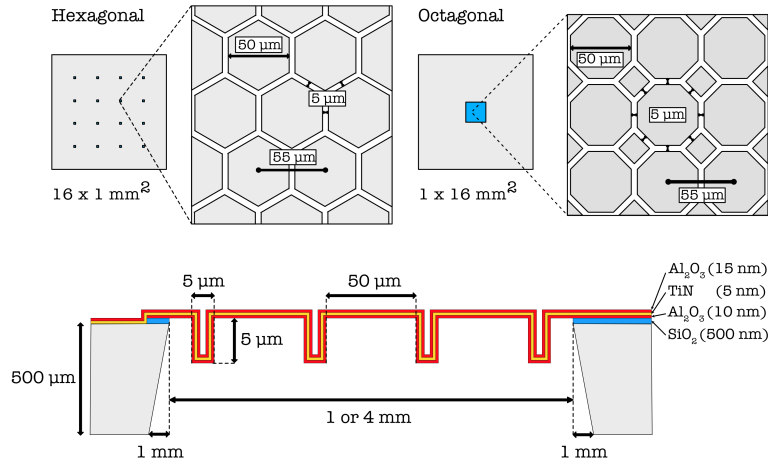 Hexagonal
50 µm
5 µm
55 µm
16 x 1 mm²
Octagonal
50 µm
5 µm
55 µm
1 x 16 mm²
5 µm
50 µm
5 µm
500 µm
1 or 4 mm
1 mm
1 mm
Al₂O₃ (15 nm)
TiN (5 nm)
Al₂O₃ (10 nm)
SiO₂ (500 nm)